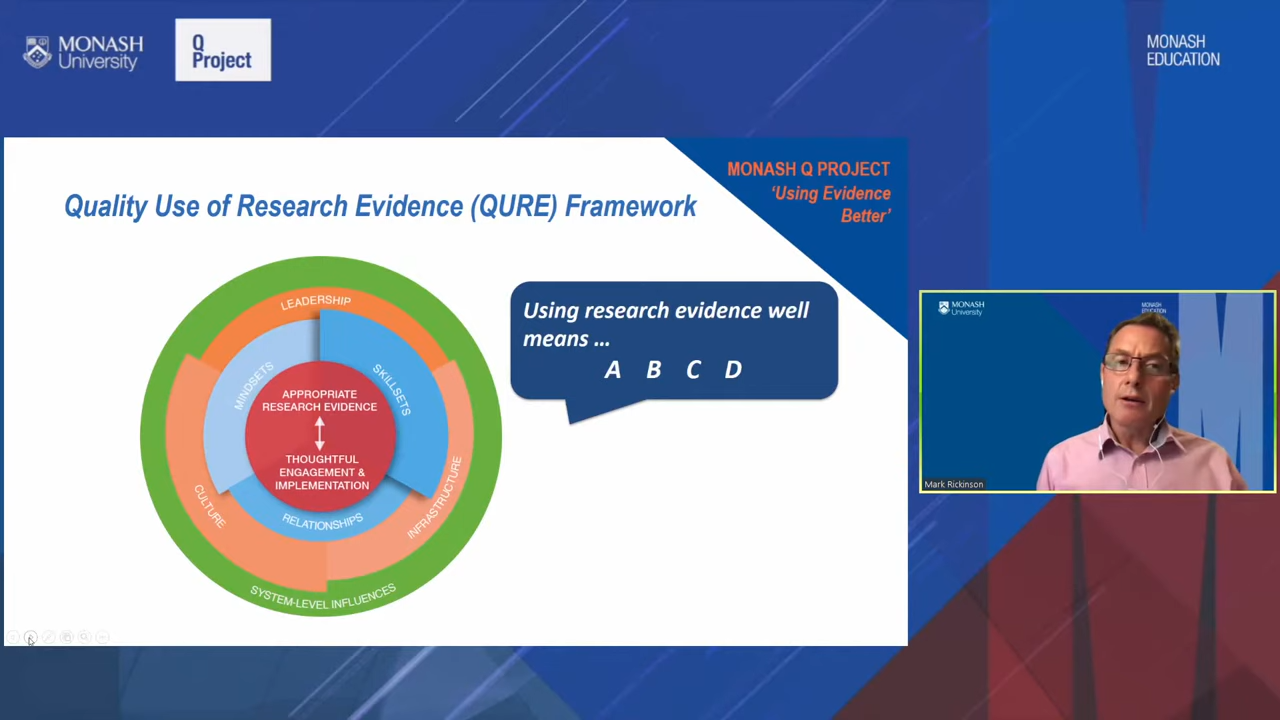 MONASH
University
Q
Project
MONASH
EDUCATION
MONASH Q PROJECT
‘Using Evidence
Better’
Quality Use of Research Evidence (QURE) Framework
LEADERSHIP
MINDSETS
SKILLSETS
APPROPRIATE
RESEARCH EVIDENCE
THOUGHTFUL
ENGAGEMENT &
IMPLEMENTATION
RELATIONSHIPS
CULTURE
INFRASTRUCTURE
SYSTEM-LEVEL INFLUENCES
Using research evidence well
means ...
A B C D
MONASH
University
MONASH
EDUCATION
M
Mark Rickinson